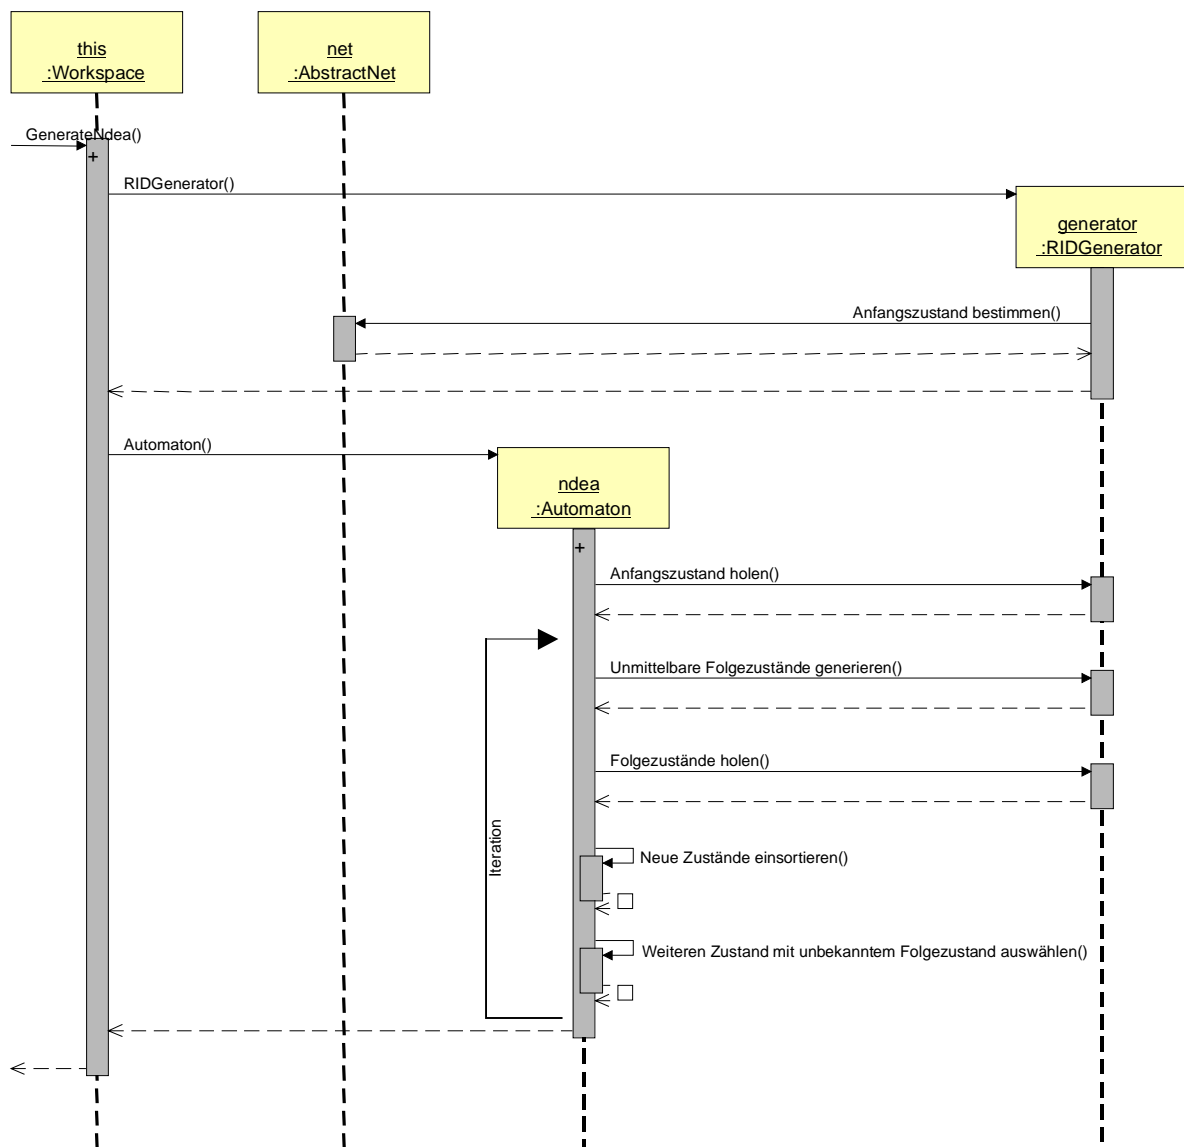 this
:Workspace
net
:AbstractNet
GenerateNdea()
+
RIDGenerator()
generator
:RIDGenerator
Anfangszustand bestimmen()
Automaton()
ndea
:Automaton
+
Anfangszustand holen()
Unmittelbare Folgezustände generieren()
Folgezustände holen()
Iteration
Neue Zustände einsortieren()
Weiteren Zustand mit unbekanntem Folgezustand auswählen()